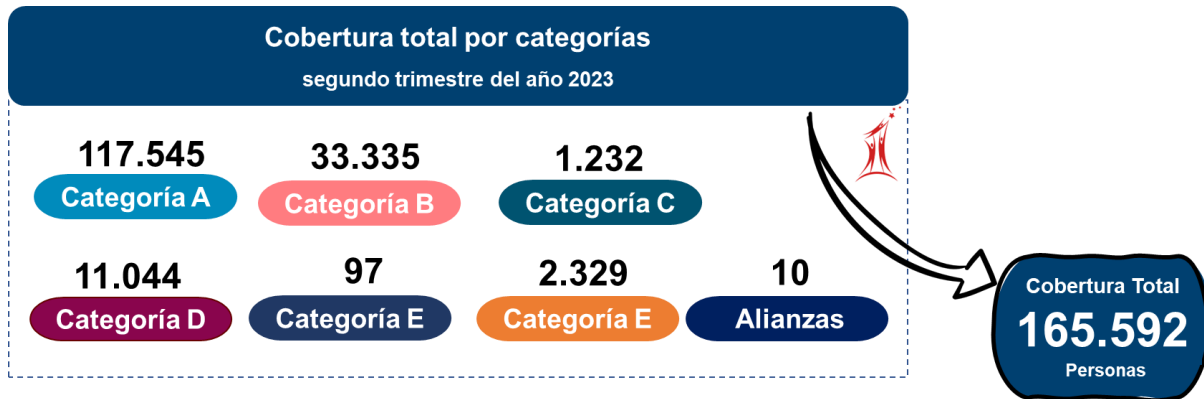 Cobertura total por categorías
segundo trimestre del año 2023
117.545
33.335
1.232
Categoría A
Categoría B
Categoría C
11.044
97
2.329
10
Categoría D
Categoría E
Categoría E
Alianzas
Cobertura Total
165.592
Personas